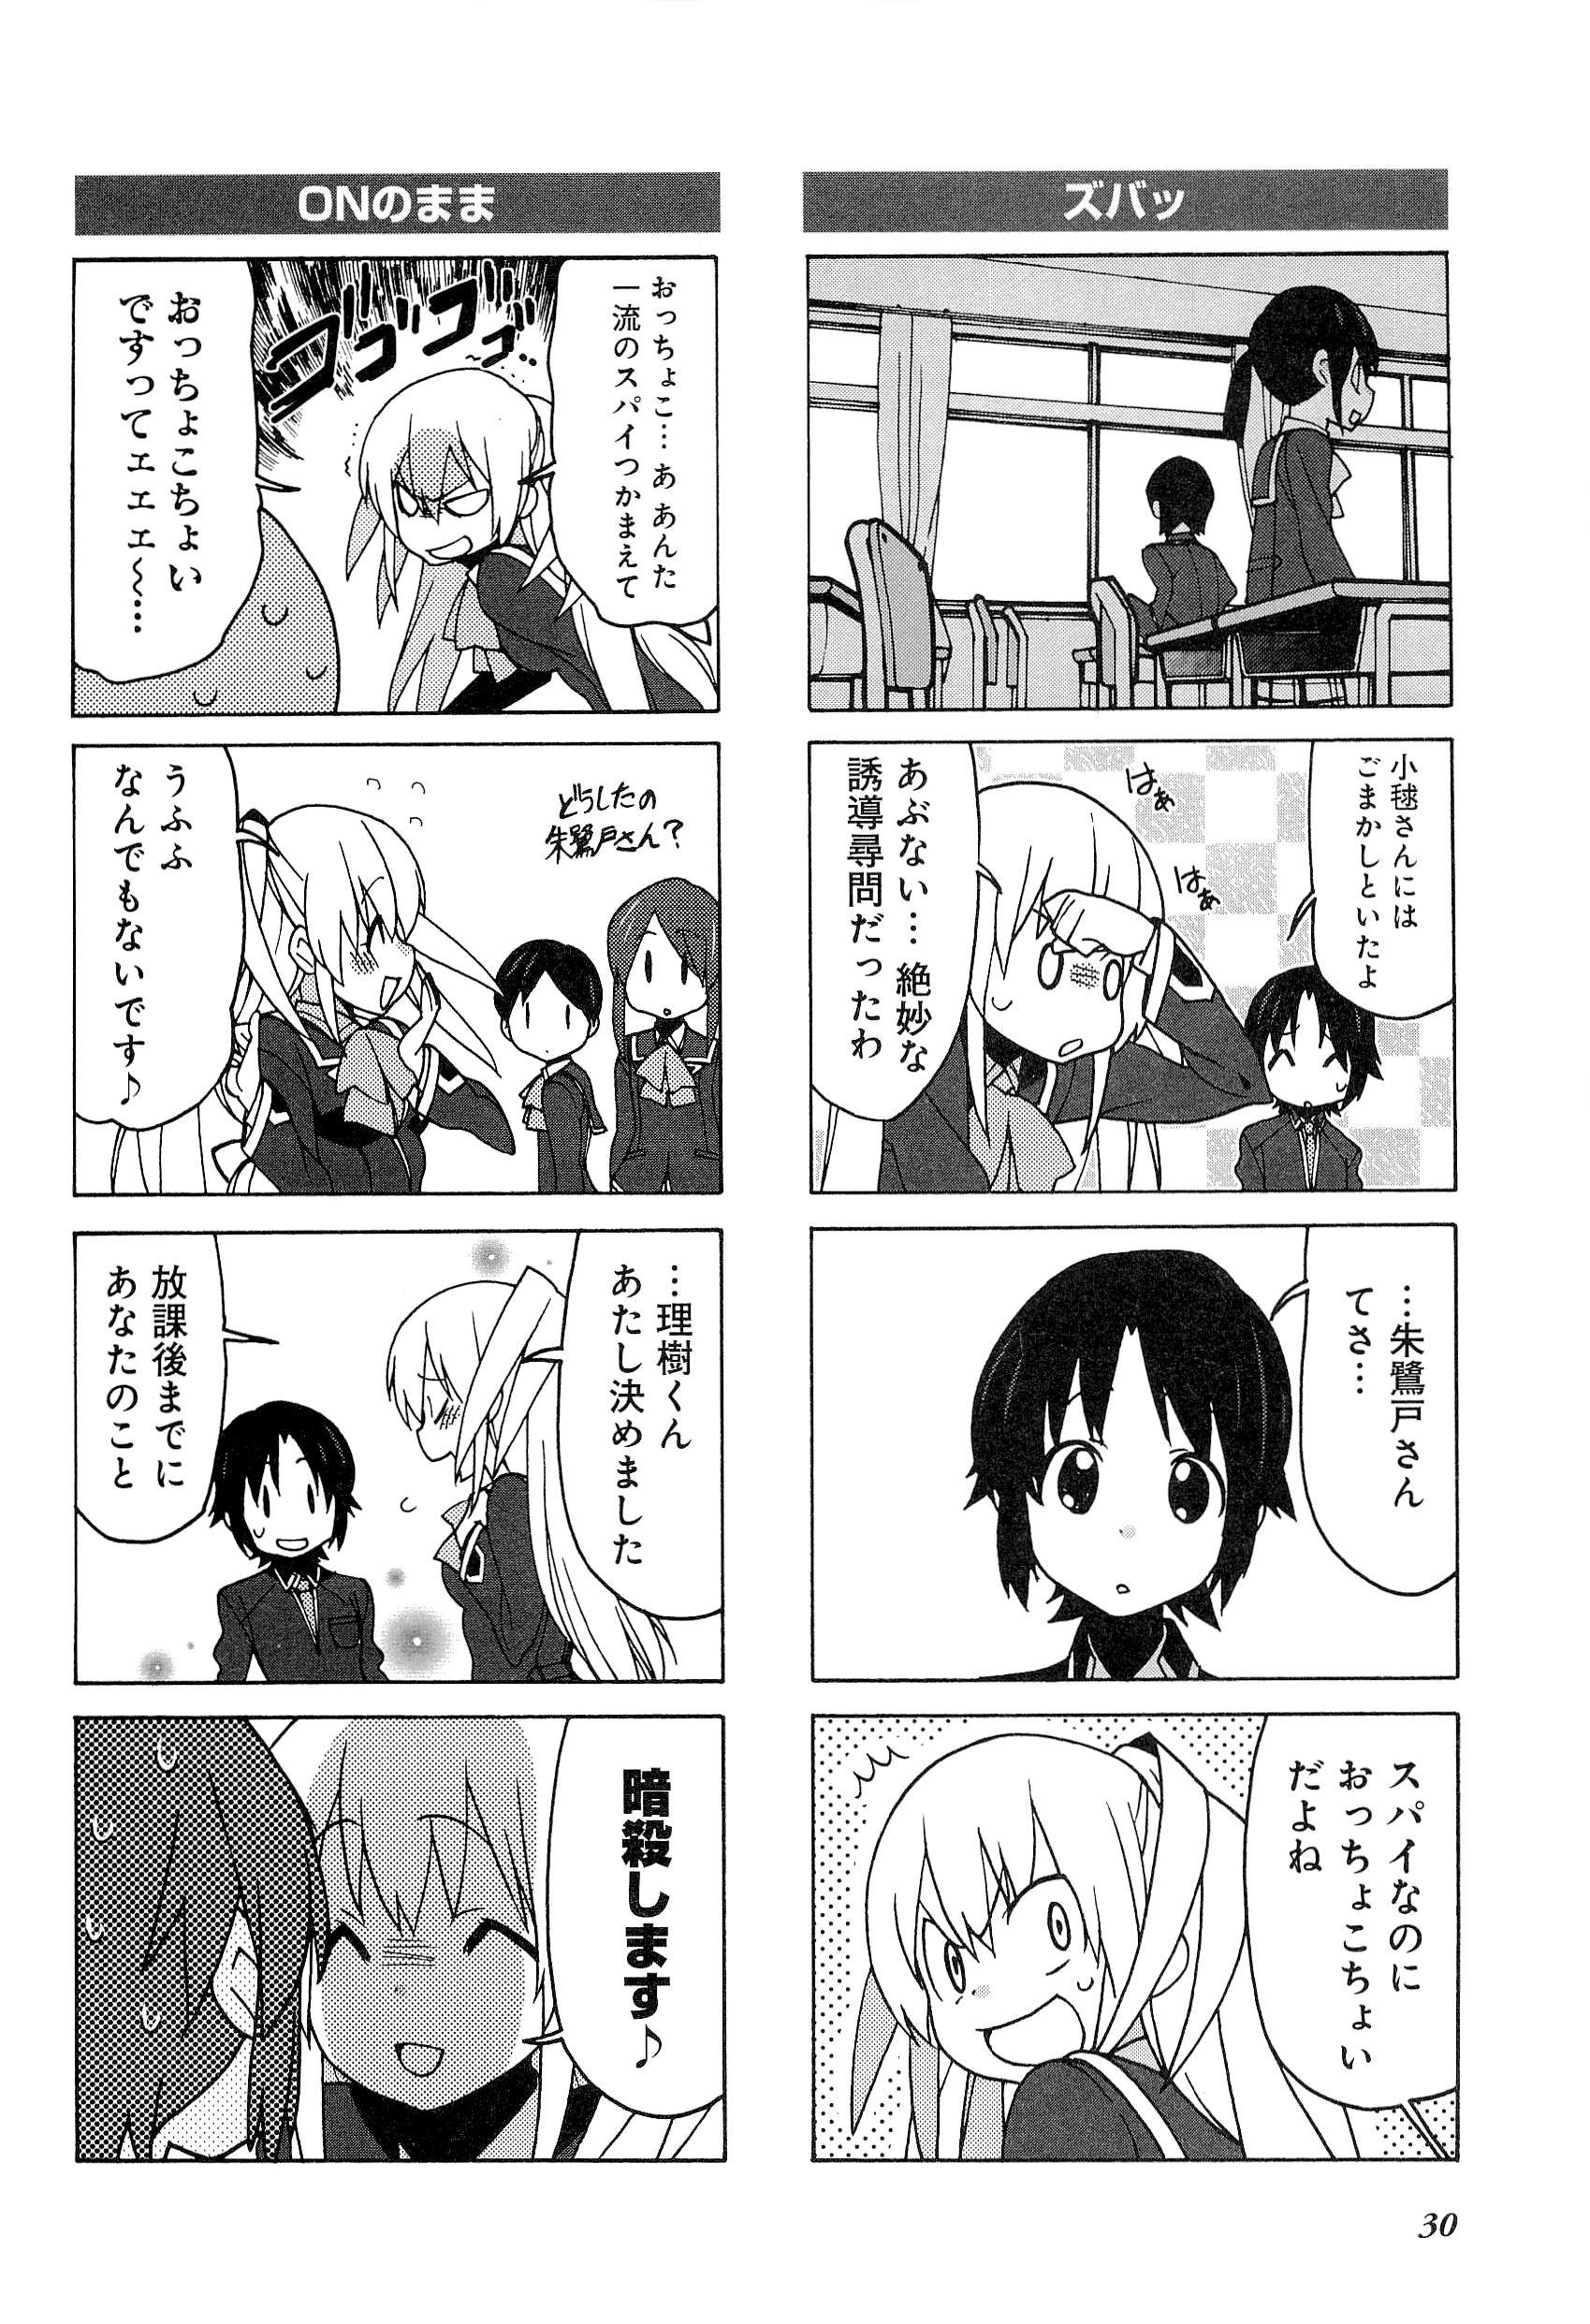 ズバッ
小毬さんには
ごまかしといたよ
はぁ
はぁ
あぶない…絶妙な
誘導尋問だったわ
…朱鷺戸さん
てさ…
スパイなのに
おっちょこちょい
だよね
ONのまま
おっちょこ…あ あんた
一流のスパイつかまえて
ゴゴゴゴ…
おっちょこちょい
ですってェェェ〜…
どうしたの
朱鷺戸さん？
うふふ
なんでもないです♪
…理樹くん
あたし決めました
放課後までに
あなたのこと
暗殺します♪
30